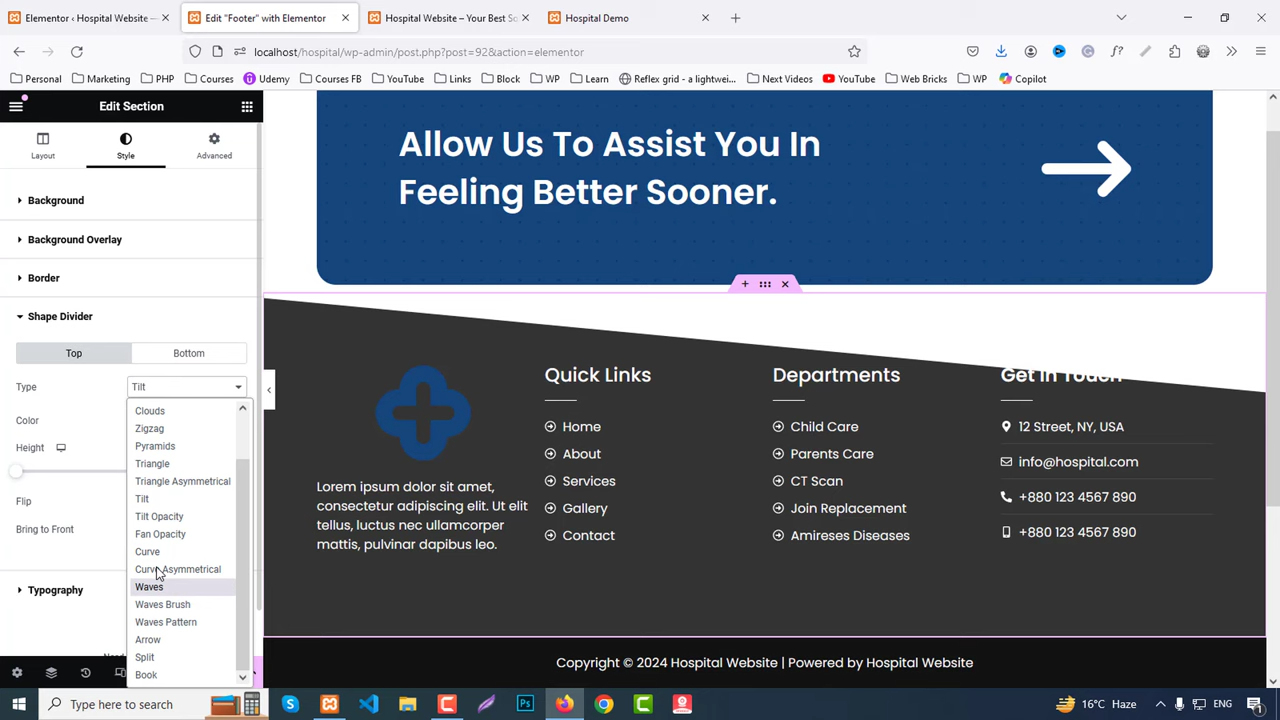 Elementor ‹ Hospital Website —
Edit "Footer" with Elementor
Hospital Website – Your Best So
Hospital Demo
localhost/hospital/wp-admin/post.php?post=92&action=elementor
Personal
Marketing
PHP
Courses
Udemy
Courses FB
YouTube
Links
Block
WP
Learn
Reflex grid - a lightwei...
Next Videos
YouTube
Web Bricks
WP
Copilot
Edit Section
Layout
Style
Advanced
Background
Background Overlay
Border
Shape Divider
Top
Bottom
Type
Tilt
Color
Height
Flip
Bring to Front
Typography
Clouds
Zigzag
Pyramids
Triangle
Triangle Asymmetrical
Tilt
Tilt Opacity
Fan Opacity
Curve
Curve Asymmetrical
Waves
Waves Brush
Waves Pattern
Arrow
Split
Book
Allow Us To Assist You In
Feeling Better Sooner.
Lorem ipsum dolor sit amet,
consectetur adipiscing elit. Ut elit
tellus, luctus nec ullamcorper
mattis, pulvinar dapibus leo.
Quick Links
Home
About
Services
Gallery
Contact
Departments
Child Care
Parents Care
CT Scan
Join Replacement
Amireses Diseases
Get In Touch
12 Street, NY, USA
info@hospital.com
+880 123 4567 890
+880 123 4567 890
Copyright © 2024 Hospital Website | Powered by Hospital Website
Type here to search
16°C Haze
ENG